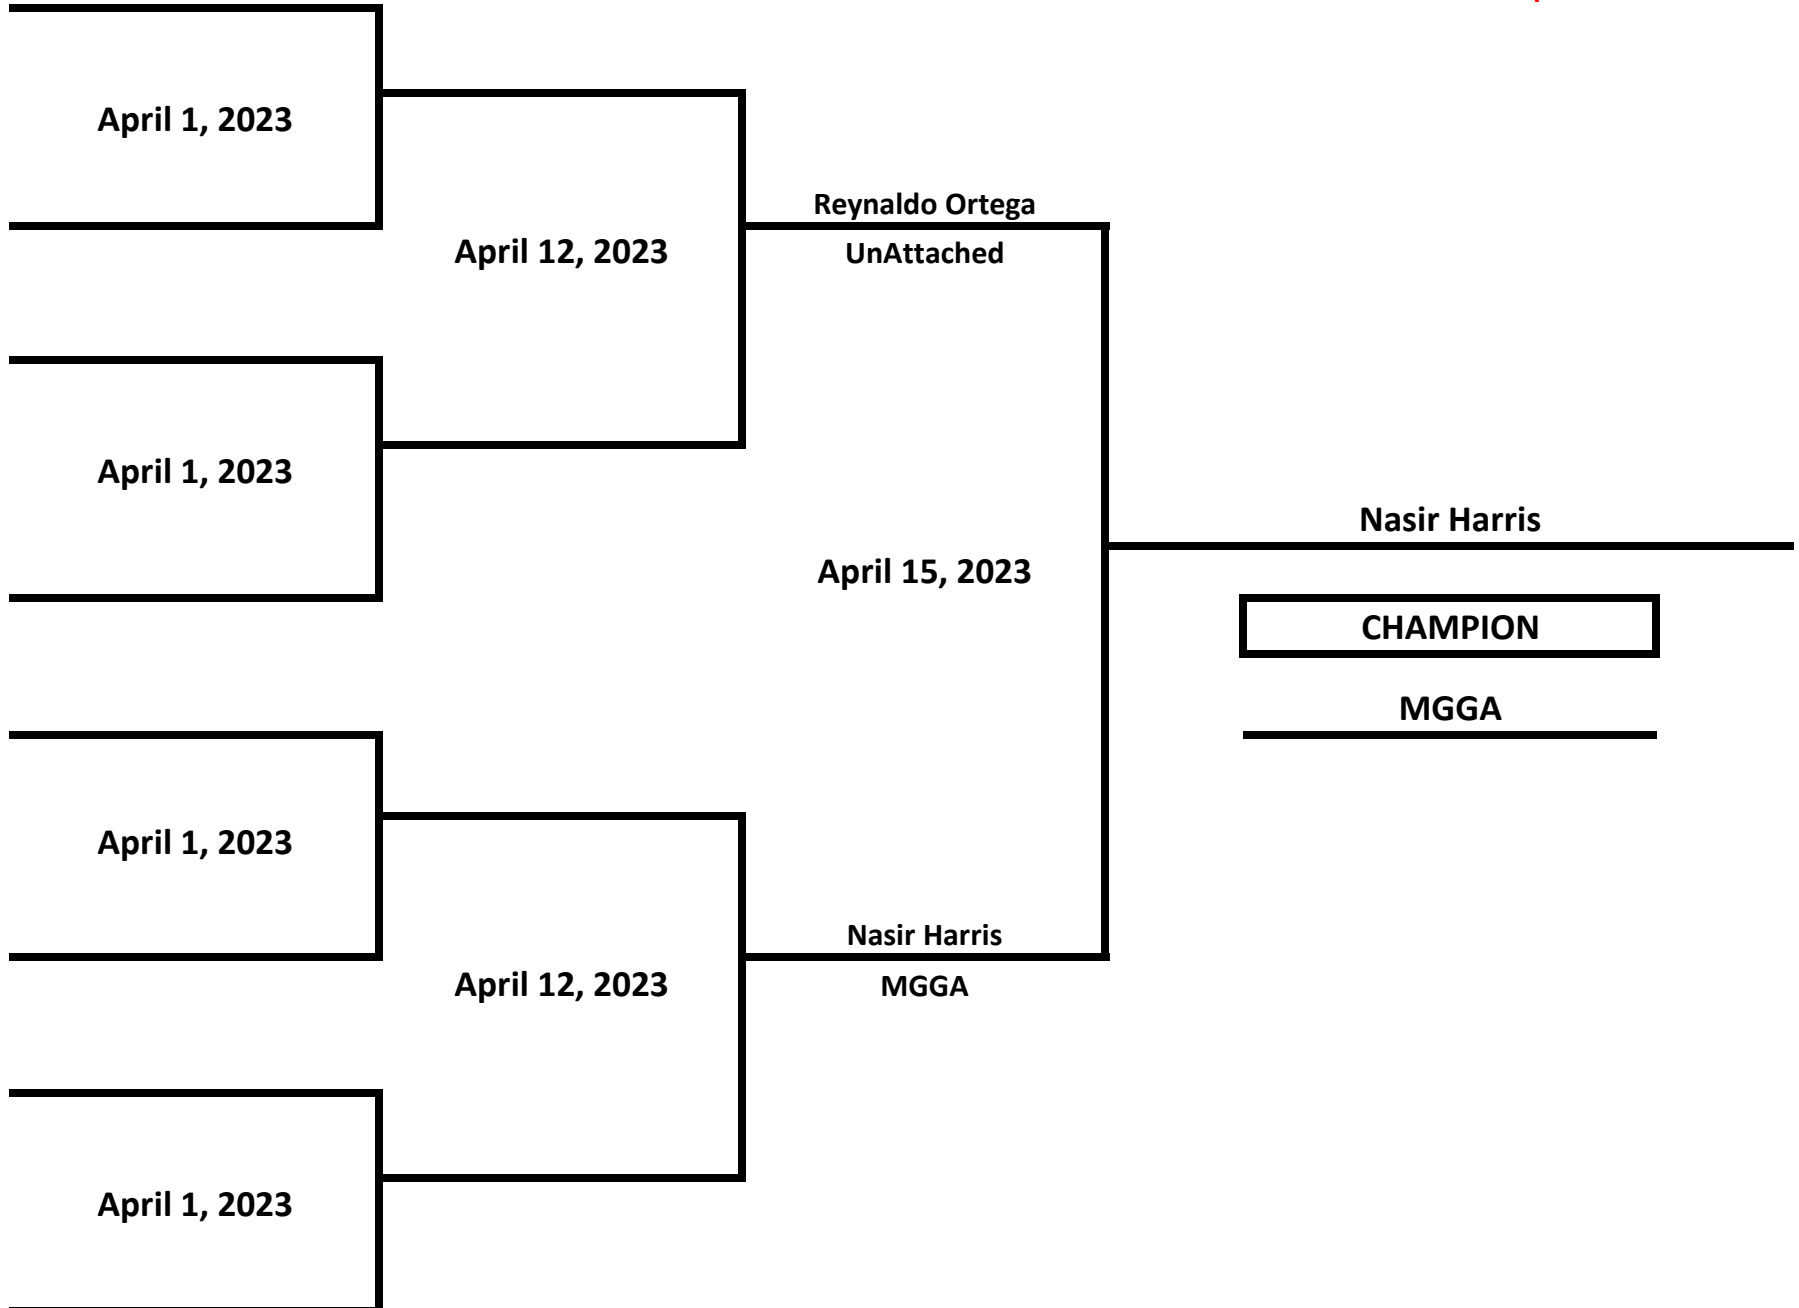 April 1, 2023
Reynaldo Ortega
April 12, 2023
UnAttached
April 1, 2023
Nasir Harris
April 15, 2023
CHAMPION
MGGA
April 1, 2023
Nasir Harris
April 12, 2023
MGGA
April 1, 2023